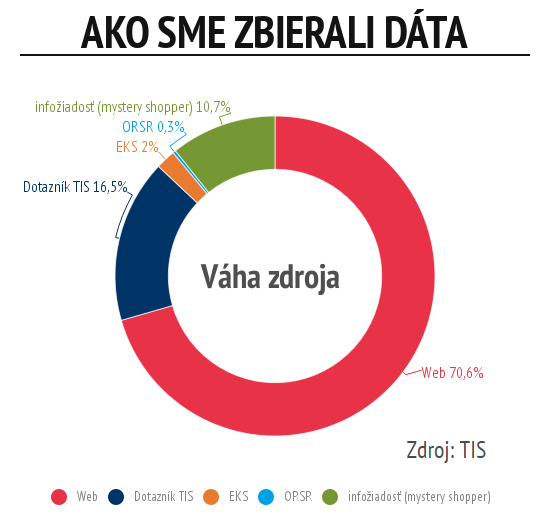 AKO SME ZBIERALI DÁTA
infožiadosť (mystery shopper) 10,7%
ORSR 0,3%
EKS 2%
Dotazník TIS 16,5%
Váha zdroja
Web 70,6%
Zdroj: TIS
Web Dotazník TIS EKS ORSR infožiadosť (mystery shopper)